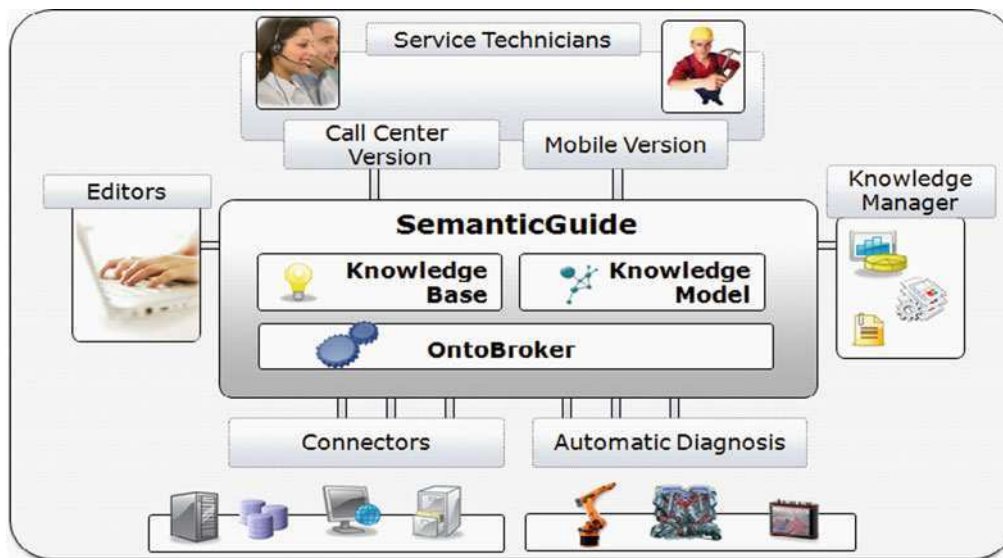 Service Technicians
Call Center
Version
Mobile Version
Editors
Knowledge
Manager
SemanticGuide
Knowledge
Base
Knowledge
Model
OntoBroker
Connectors
Automatic Diagnosis